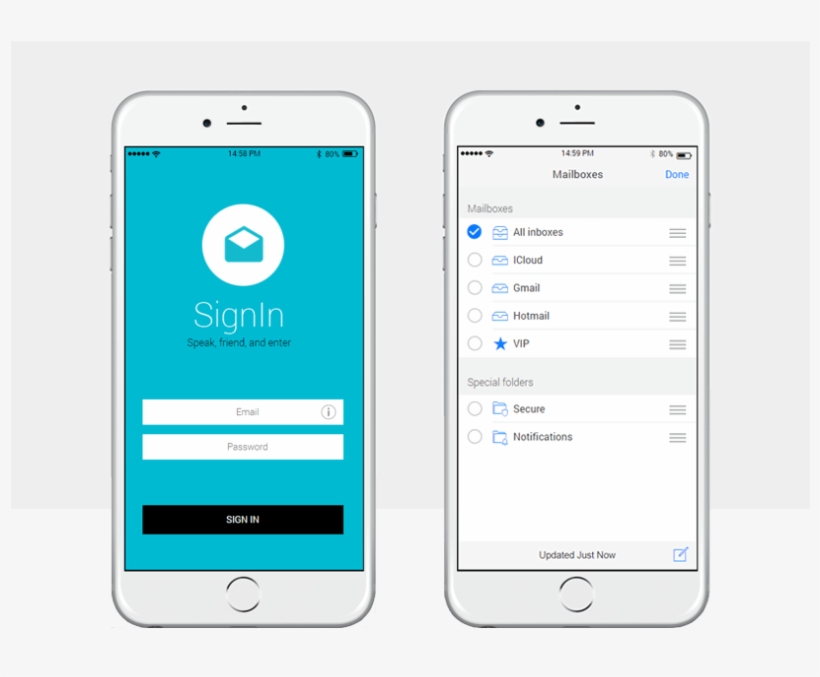 14:58 PM
80%
SignIn
Speak, friend, and enter
Email
Password
SIGN IN
14:59 PM
80%
Mailboxes
Done
Mailboxes
All inboxes
ICloud
Gmail
Hotmail
VIP
Special folders
Secure
Notifications
Updated Just Now